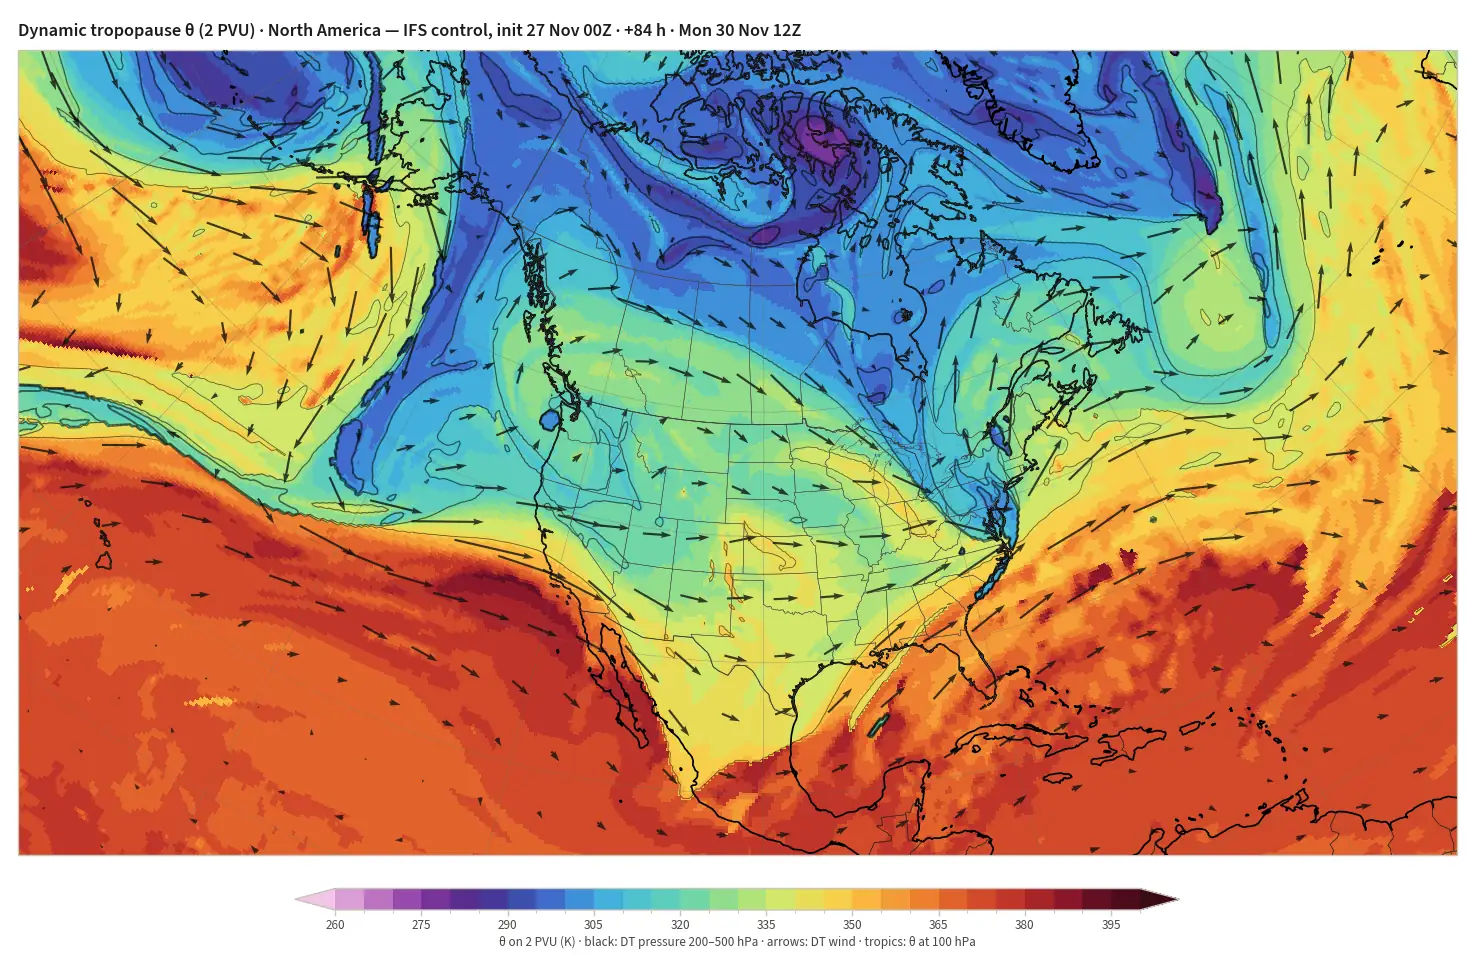 Dynamic tropopause θ (2 PVU) · North America — IFS control, init 27 Nov 00Z · +84 h · Mon 30 Nov 12Z
260 275 290 305 320 335 350 365 380 395
θ on 2 PVU (K) · black: DT pressure 200–500 hPa · arrows: DT wind · tropics: θ at 100 hPa